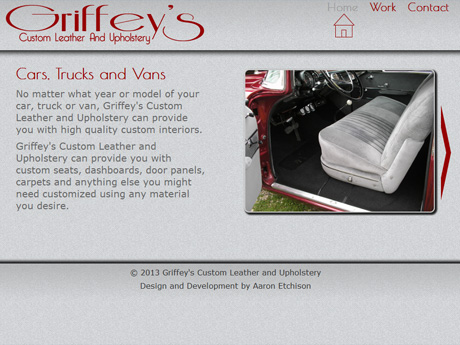 Griffey's
Custom Leather And Upholstery
Home Work Contact
Cars, Trucks and Vans
No matter what year or model of your
car, truck or van, Griffey's Custom
Leather and Upholstery can provide
you with high quality custom interiors.
Griffey's Custom Leather and
Upholstery can provide you with
custom seats, dashboards, door panels,
carpets and anything else you might
need customized using any material
you desire.
© 2013 Griffey's Custom Leather and Upholstery
Design and Development by Aaron Etchison